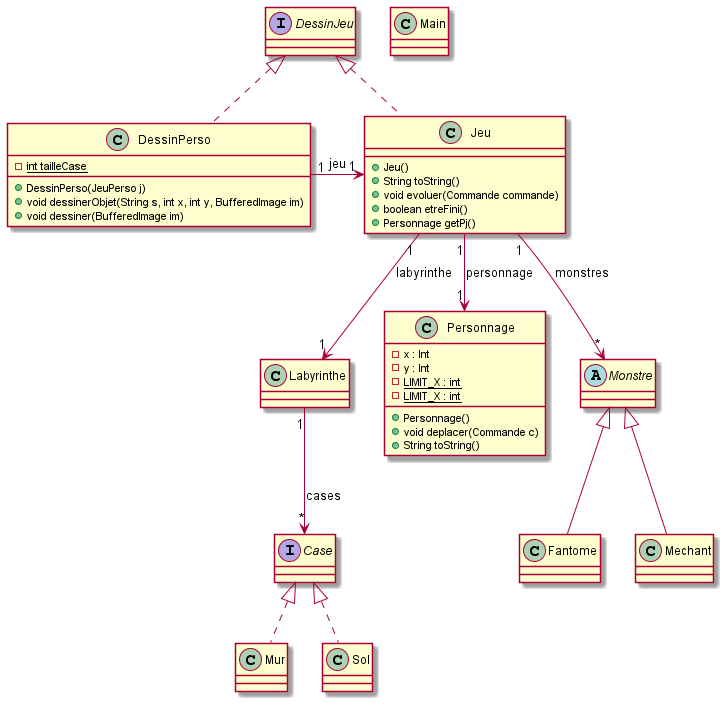 I DessinJeu
C Main
C DessinPerso
int tailleCase
DessinPerso(JeuPerso j)
void dessinerObjet(String s, int x, int y, BufferedImage im)
void dessiner(BufferedImage im)
1 jeu 1
C Jeu
Jeu()
String toString()
void evoluer(Commande commande)
boolean etreFini()
Personnage getPj()
1 1 1
labyrinthe personnage monstres
1 1 *
C Labyrinthe
C Personnage
x : Int
y : Int
LIMIT_X : int
LIMIT_X : int
Personnage()
void deplacer(Commande c)
String toString()
A Monstre
1
cases
*
I Case
C Fantome
C Mechant
C Mur
C Sol